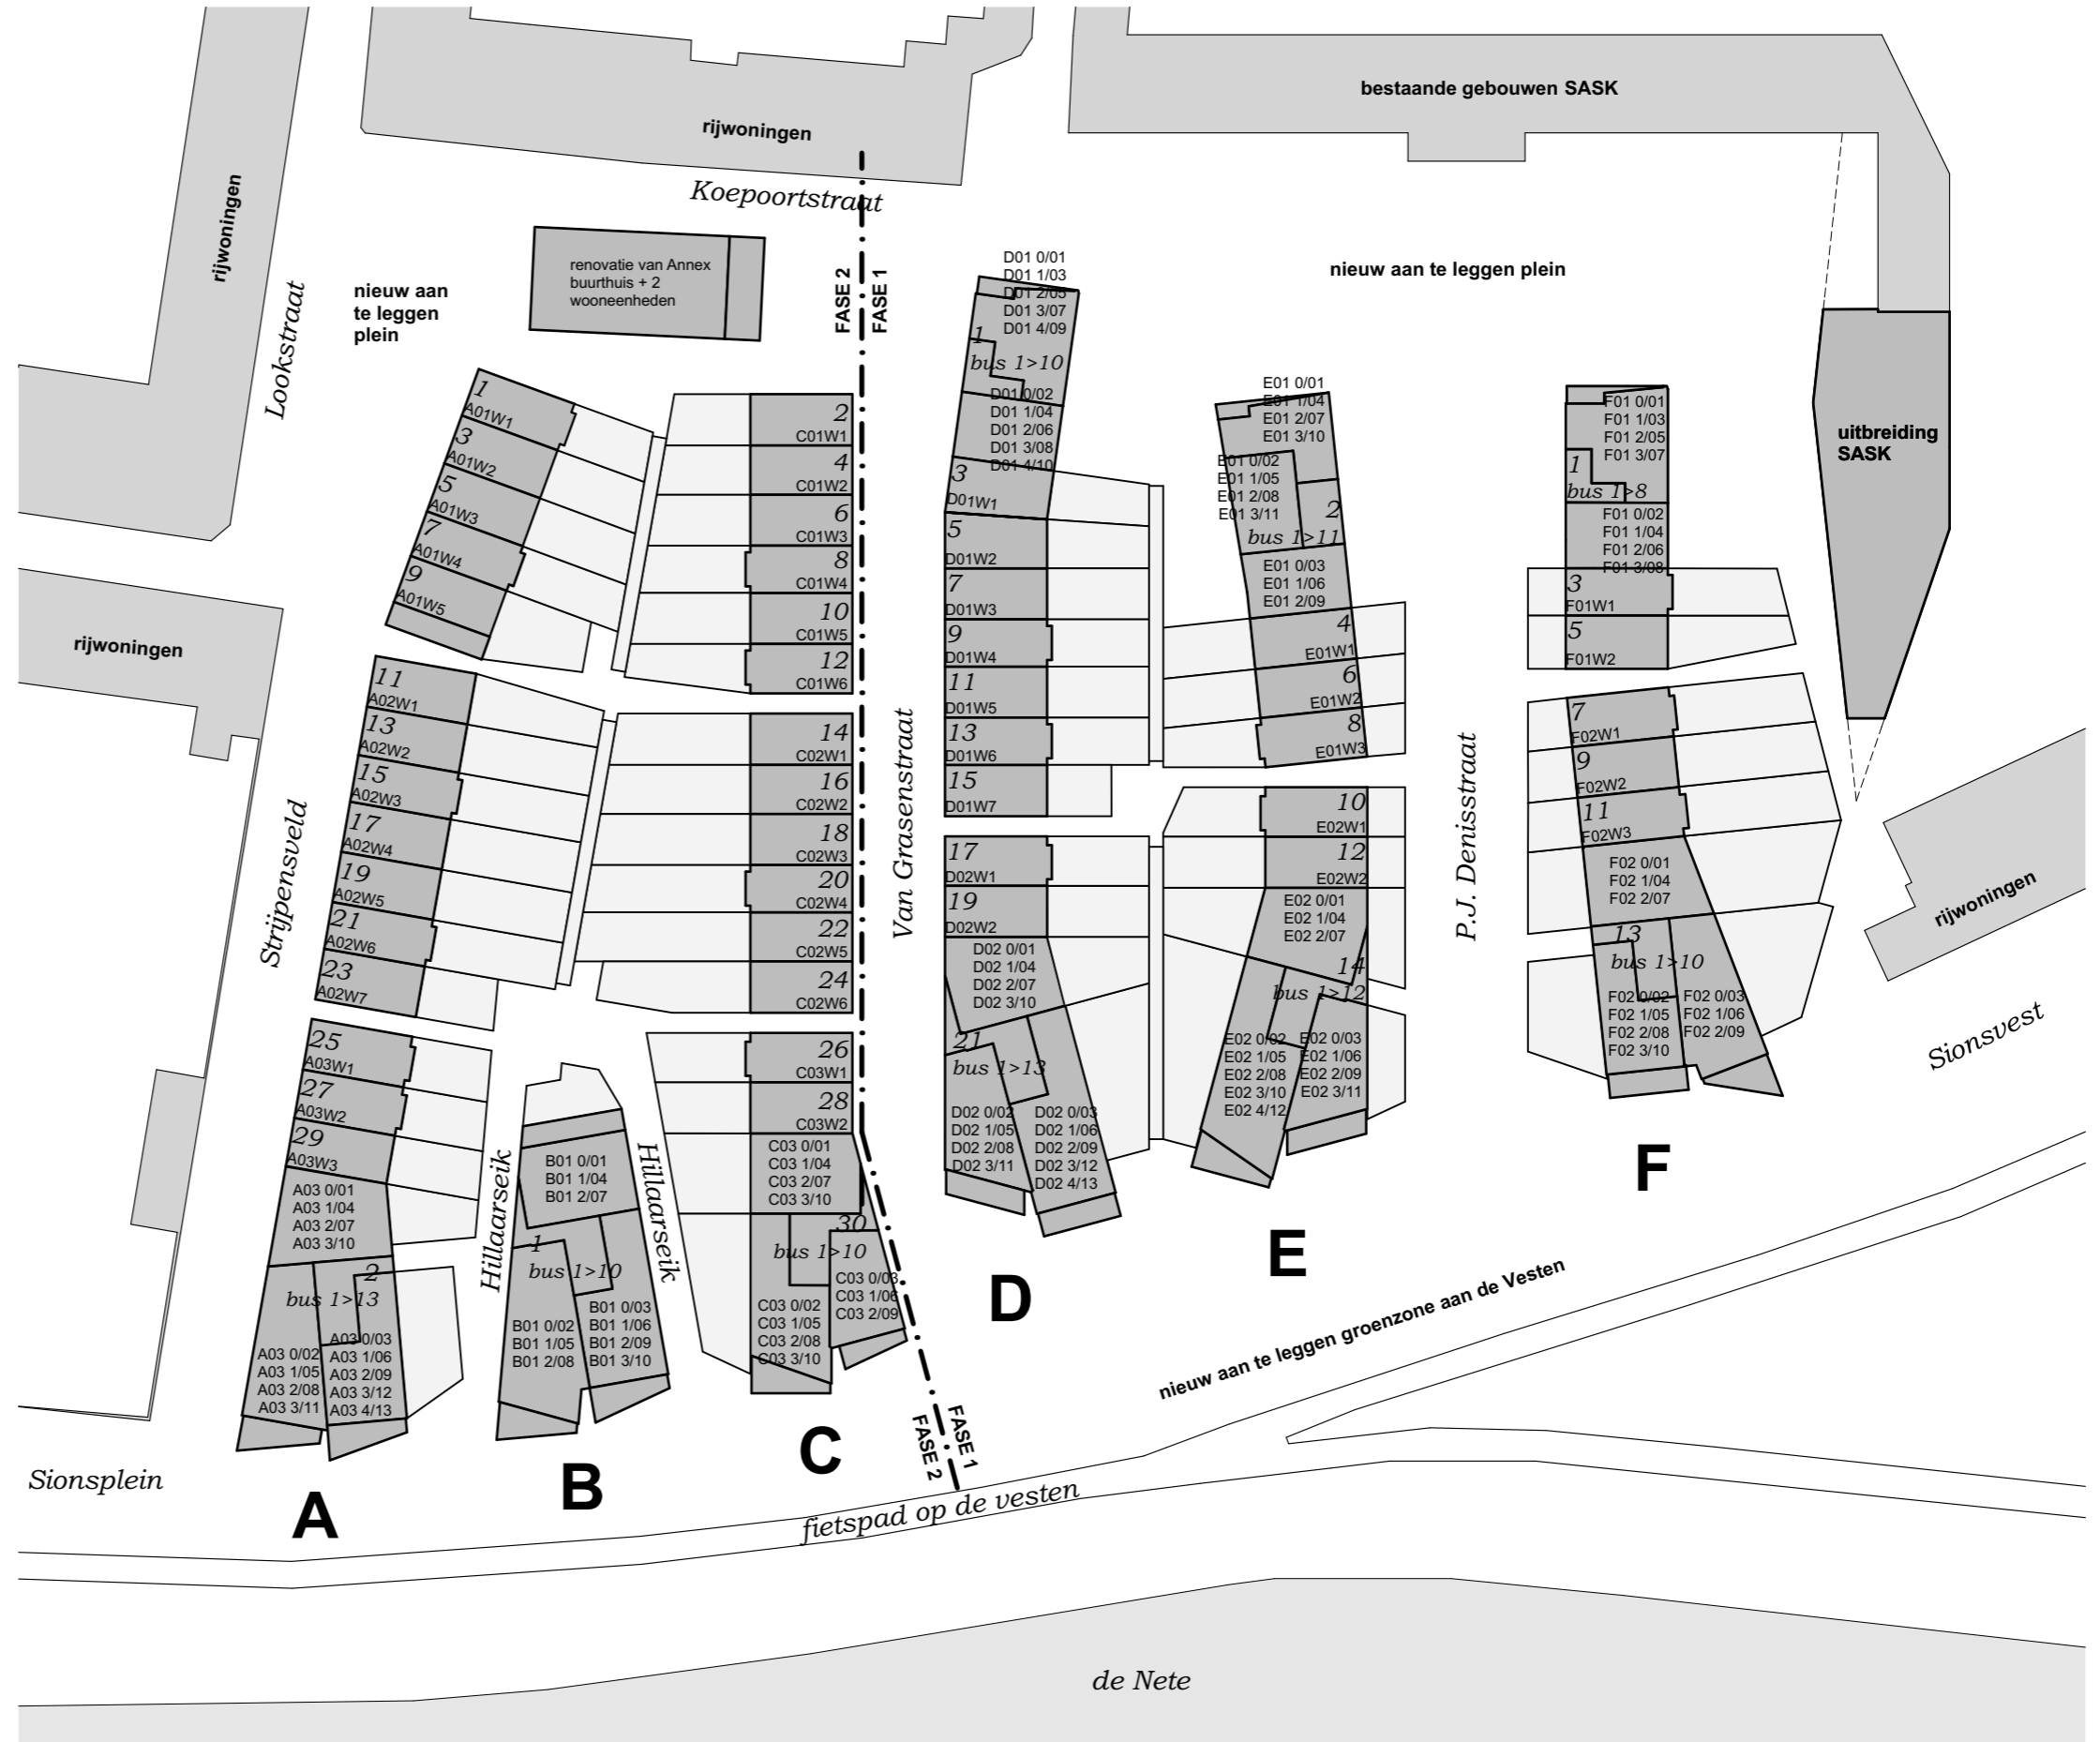 bestaande gebouwen SASK
rijwoningen
Koepoortstraat
rijwoningen
Lookstraat
nieuw aan
te leggen
plein
renovatie van Annex
buurthuis + 2
wooneenheden
FASE 2
FASE 1
nieuw aan te leggen plein
uitbreiding
SASK
rijwoningen
rijwoningen
Strijpensveld
Van Grasenstraat
P.J. Denisstraat
Sionsvest
1
A01W1
3
A01W2
5
A01W3
7
A01W4
9
A01W5
11
A02W1
13
A02W2
15
A02W3
17
A02W4
19
A02W5
21
A02W6
23
A02W7
25
A03W1
27
A03W2
29
A03W3
A03 0/01
A03 1/04
A03 2/07
A03 3/10
2
bus 1>13
A03 0/02
A03 1/05
A03 2/08
A03 3/11
A03 0/03
A03 1/06
A03 2/09
A03 3/12
A03 4/13
A
Hillaarseik
B01 0/01
B01 1/04
B01 2/07
1
bus 1>10
B01 0/02
B01 1/05
B01 2/08
B01 0/03
B01 1/06
B01 2/09
B01 3/10
B
Hillaarseik
2
C01W1
4
C01W2
6
C01W3
8
C01W4
10
C01W5
12
C01W6
14
C02W1
16
C02W2
18
C02W3
20
C02W4
22
C02W5
24
C02W6
26
C03W1
28
C03W2
C03 0/01
C03 1/04
C03 2/07
C03 3/10
30
bus 1>10
C03 0/02
C03 1/05
C03 2/08
C03 3/10
C03 0/03
C03 1/06
C03 2/09
C
D01 0/01
D01 1/03
D01 2/05
D01 3/07
D01 4/09
1
bus 1>10
D01 0/02
D01 1/04
D01 2/06
D01 3/08
D01 4/10
3
D01W1
5
D01W2
7
D01W3
9
D01W4
11
D01W5
13
D01W6
15
D01W7
17
D02W1
19
D02W2
D02 0/01
D02 1/04
D02 2/07
D02 3/10
21
bus 1>13
D02 0/02
D02 1/05
D02 2/08
D02 3/11
D02 0/03
D02 1/06
D02 2/09
D02 3/12
D02 4/13
D
E01 0/01
E01 1/04
E01 2/07
E01 3/10
E01 0/02
E01 1/05
E01 2/08
E01 3/11
2
bus 1>11
E01 0/03
E01 1/06
E01 2/09
4
E01W1
6
E01W2
8
E01W3
10
E02W1
12
E02W2
E02 0/01
E02 1/04
E02 2/07
14
bus 1>12
E02 0/02
E02 1/05
E02 2/08
E02 3/10
E02 4/12
E02 0/03
E02 1/06
E02 2/09
E02 3/11
E
F01 0/01
F01 1/03
F01 2/05
F01 3/07
1
bus 1>8
F01 0/02
F01 1/04
F01 2/06
F01 3/08
3
F01W1
5
F01W2
7
F02W1
9
F02W2
11
F02W3
F02 0/01
F02 1/04
F02 2/07
13
bus 1>10
F02 0/02
F02 1/05
F02 2/08
F02 3/10
F02 0/03
F02 1/06
F02 2/09
F
nieuw aan te leggen groenzone aan de Vesten
FASE 1
FASE 2
Sionsplein
fietspad op de vesten
de Nete